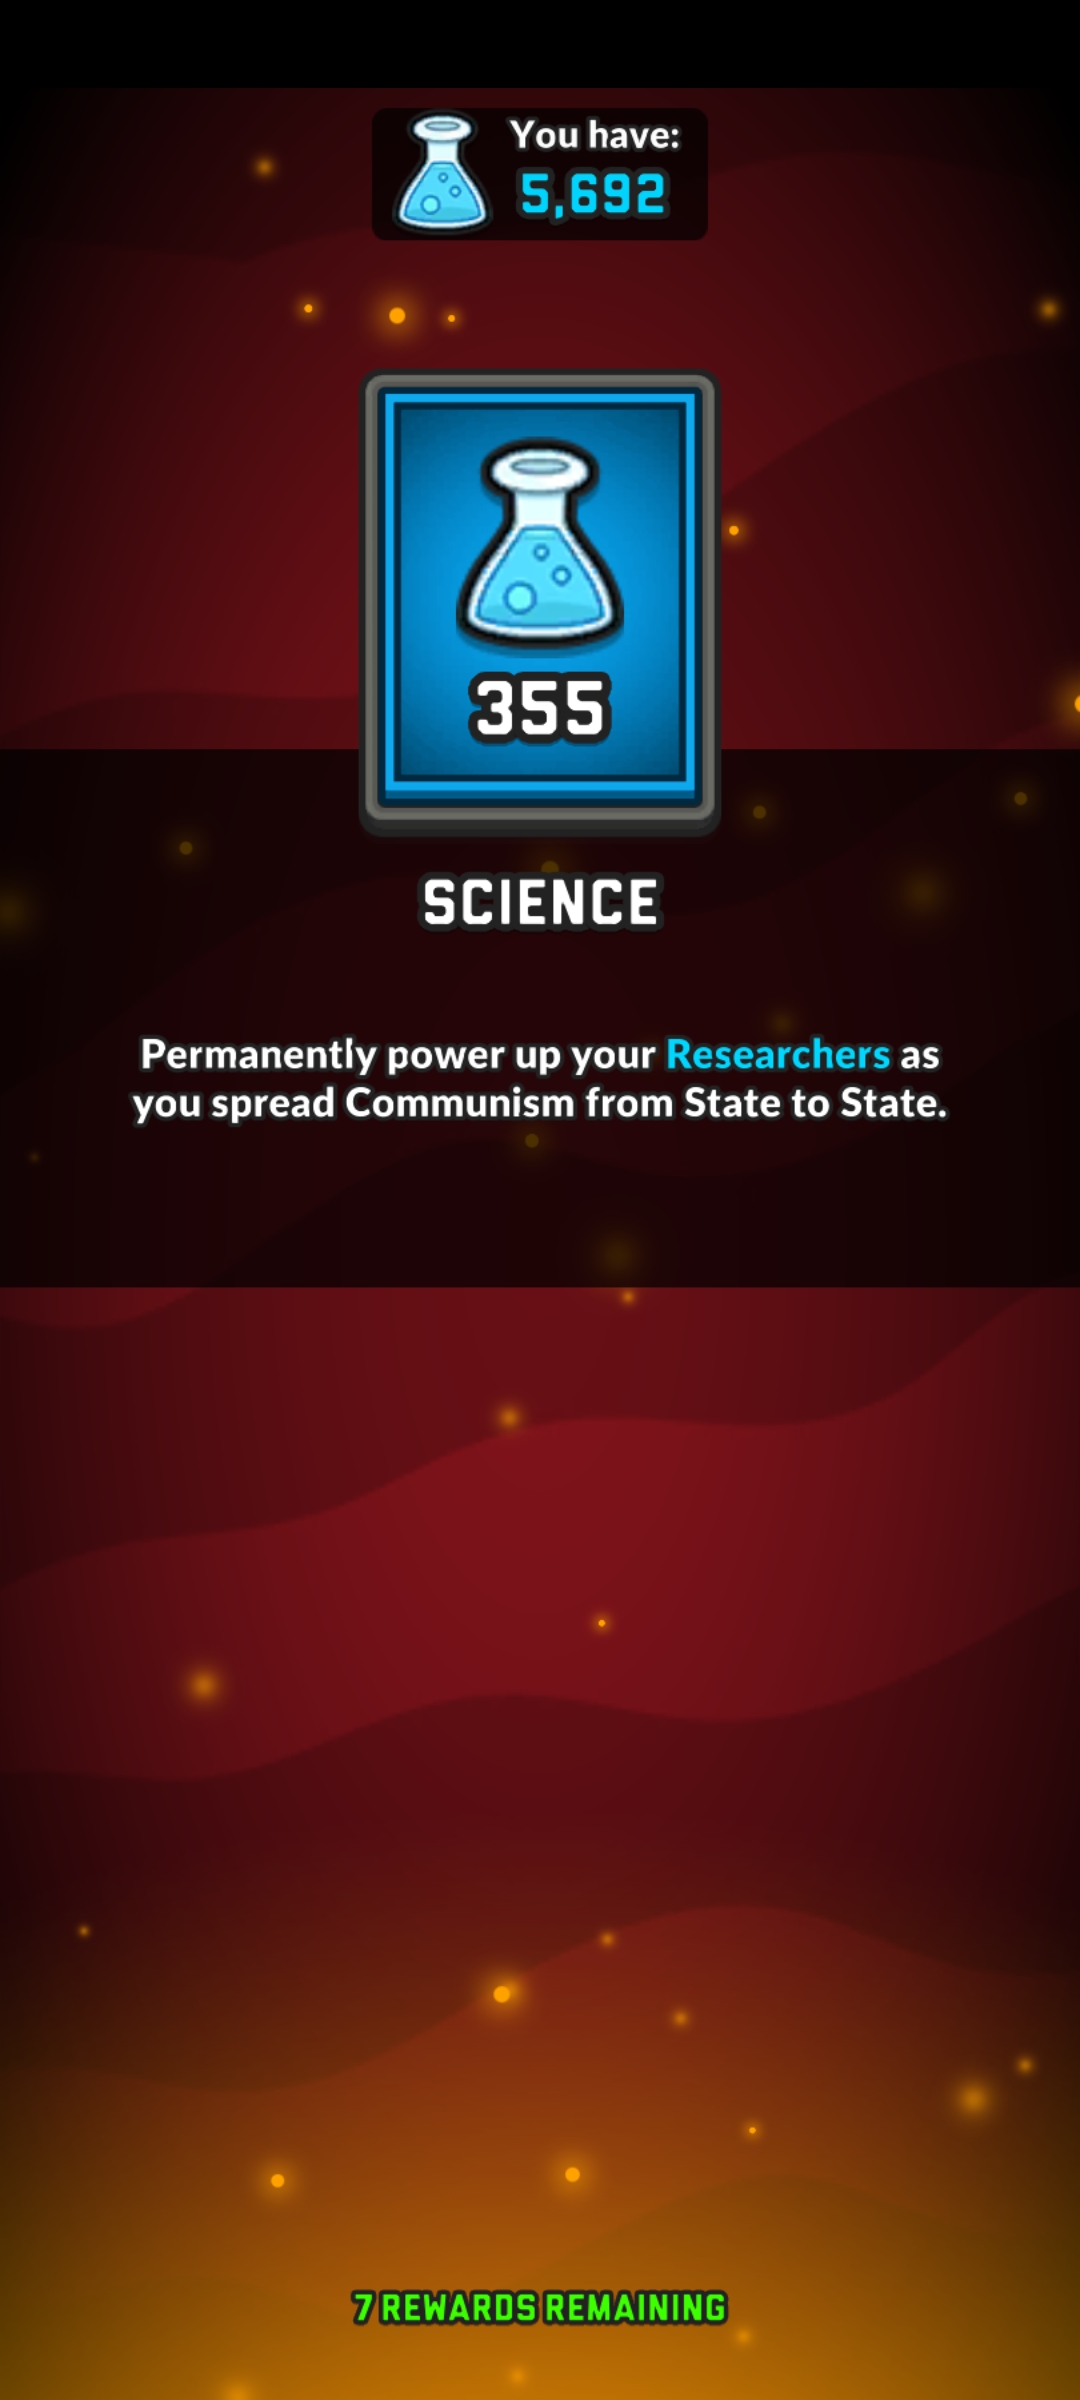 You have:
5,692
355
SCIENCE
Permanently power up your Researchers as
you spread Communism from State to State.
7 REWARDS REMAINING